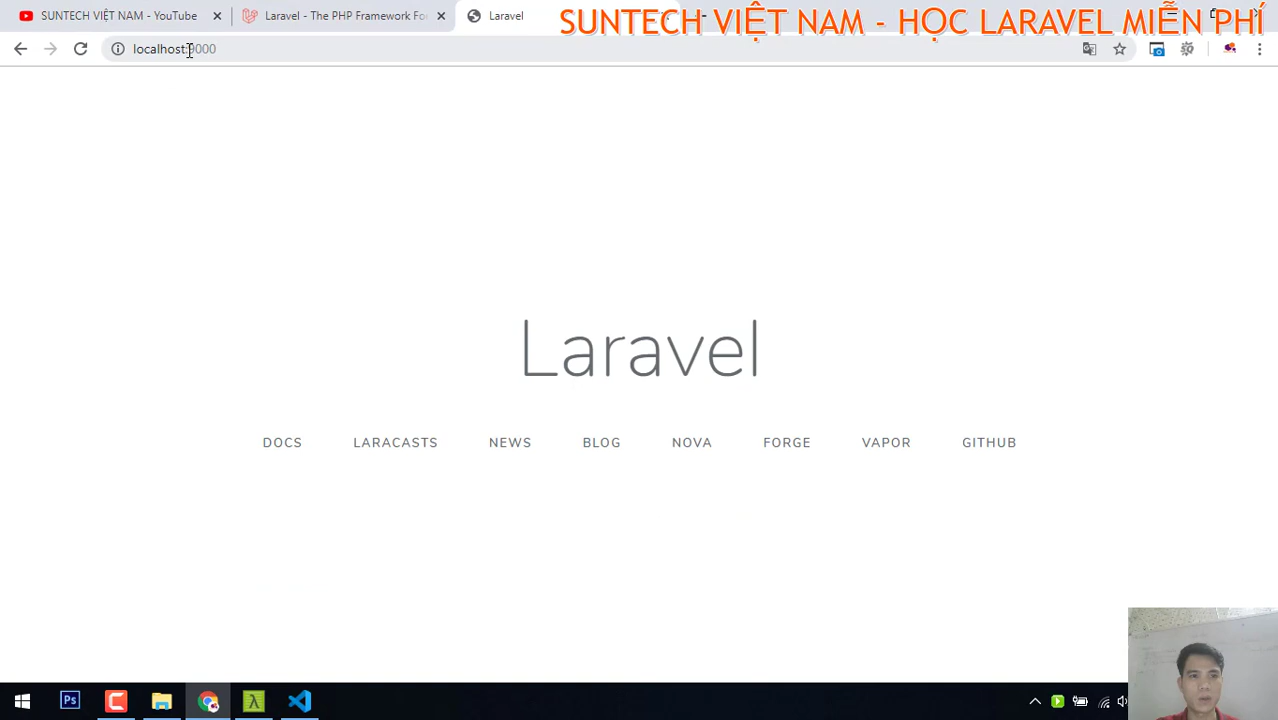 SUNTECH VIỆT NAM - YouTube
Laravel - The PHP Framework Fo
Laravel
SUNTECH VIỆT NAM - HỌC LARAVEL MIỄN PHÍ
localhost:8000
Laravel
DOCS LARACASTS NEWS BLOG NOVA FORGE VAPOR GITHUB
Ps